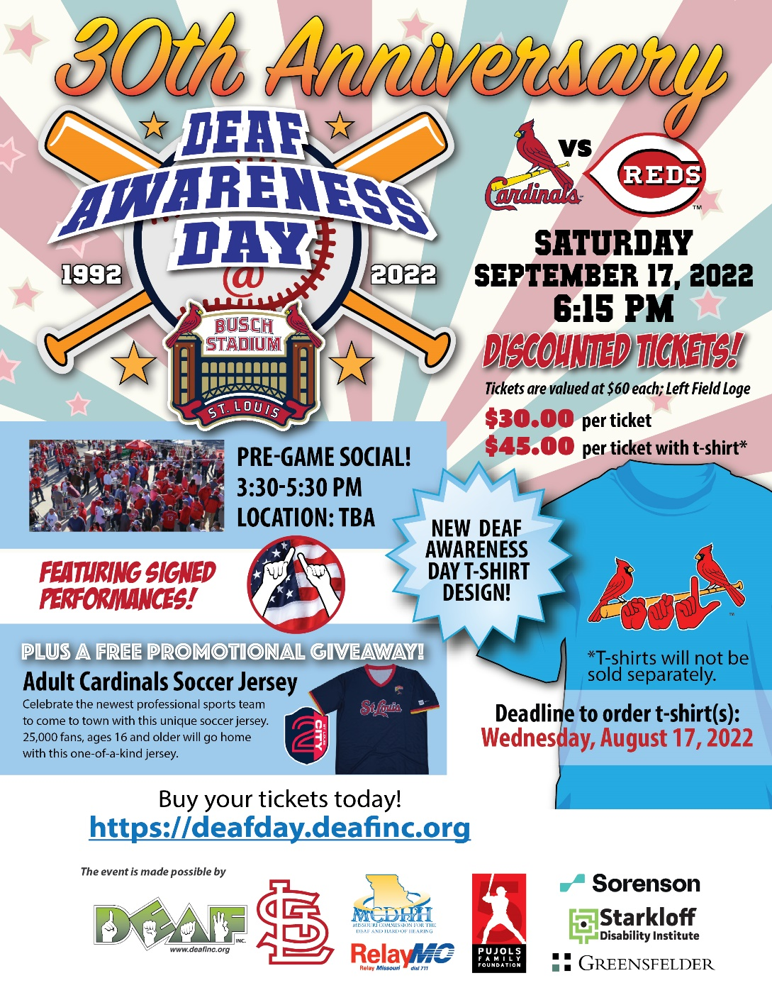 30th Anniversary
DEAF
AWARENESS
DAY
@
1992
2022
BUSCH
STADIUM
ST. LOUIS
Cardinals
VS
REDS
TM
SATURDAY
SEPTEMBER 17, 2022
6:15 PM
DISCOUNTED TICKETS!
Tickets are valued at $60 each; Left Field Loge
$30.00 per ticket
$45.00 per ticket with t-shirt*
PRE-GAME SOCIAL!
3:30-5:30 PM
LOCATION: TBA
NEW DEAF
AWARENESS
DAY T-SHIRT
DESIGN!
FEATURING SIGNED
PERFORMANCES!
TM
*T-shirts will not be
sold separately.
PLUS A FREE PROMOTIONAL GIVEAWAY!
Adult Cardinals Soccer Jersey
Celebrate the newest professional sports team
to come to town with this unique soccer jersey.
25,000 fans, ages 16 and older will go home
with this one-of-a-kind jersey.
ST. LOUIS
CITY
St. Louis
Deadline to order t-shirt(s):
Wednesday, August 17, 2022
Buy your tickets today!
https://deafday.deafinc.org
The event is made possible by
DEAF INC.
www.deafinc.org
STL
MCDHH
MISSOURI COMMISSION FOR THE
DEAF AND HARD OF HEARING
RelayMO
Relay Missouri dial 711
5
PUJOLS
FAMILY
FOUNDATION
Sorenson
Starkloff
Disability Institute
GREENSFELDER